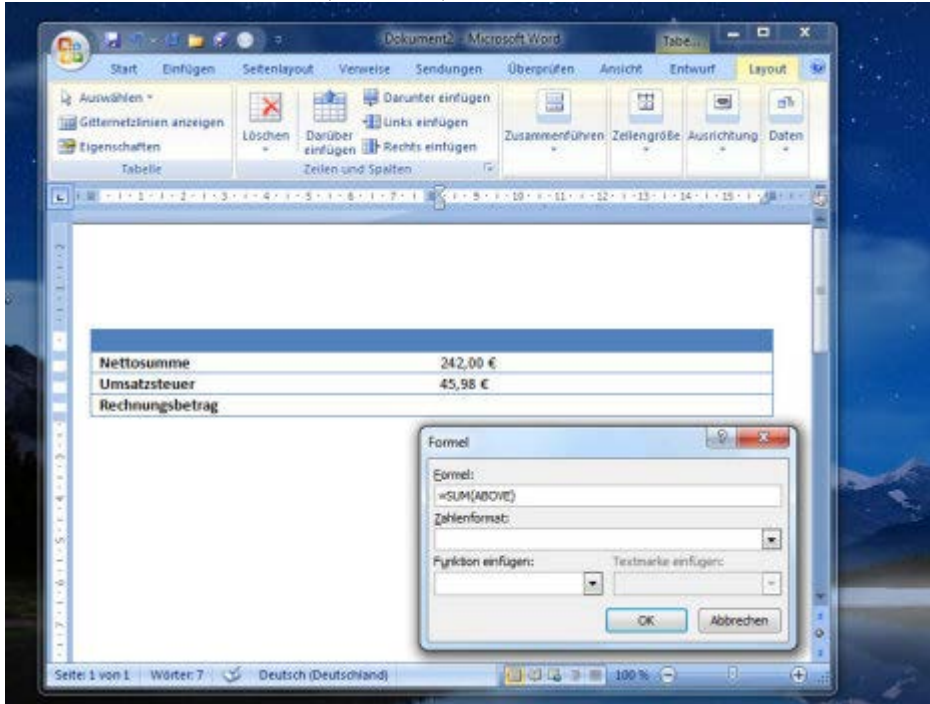 Dokument2 - Microsoft Word
Tabe...
Start Einfügen Seitenlayout Verweise Sendungen Überprüfen Ansicht Entwurf Layout
Auswählen
Gitternetzlinien anzeigen
Eigenschaften
Tabelle
Löschen
Darüber einfügen
Darunter einfügen
Links einfügen
Rechts einfügen
Zeilen und Spalten
Zusammenführen
Zellengröße
Ausrichtung
Daten
Nettosumme 242,00 €
Umsatzsteuer 45,98 €
Rechnungsbetrag
Formel
Formel:
=SUM(ABOVE)
Zahlenformat:
Funktion einfügen: Textmarke einfügen:
OK Abbrechen
Seite: 1 von 1 Wörter: 7 Deutsch (Deutschland) 100 %